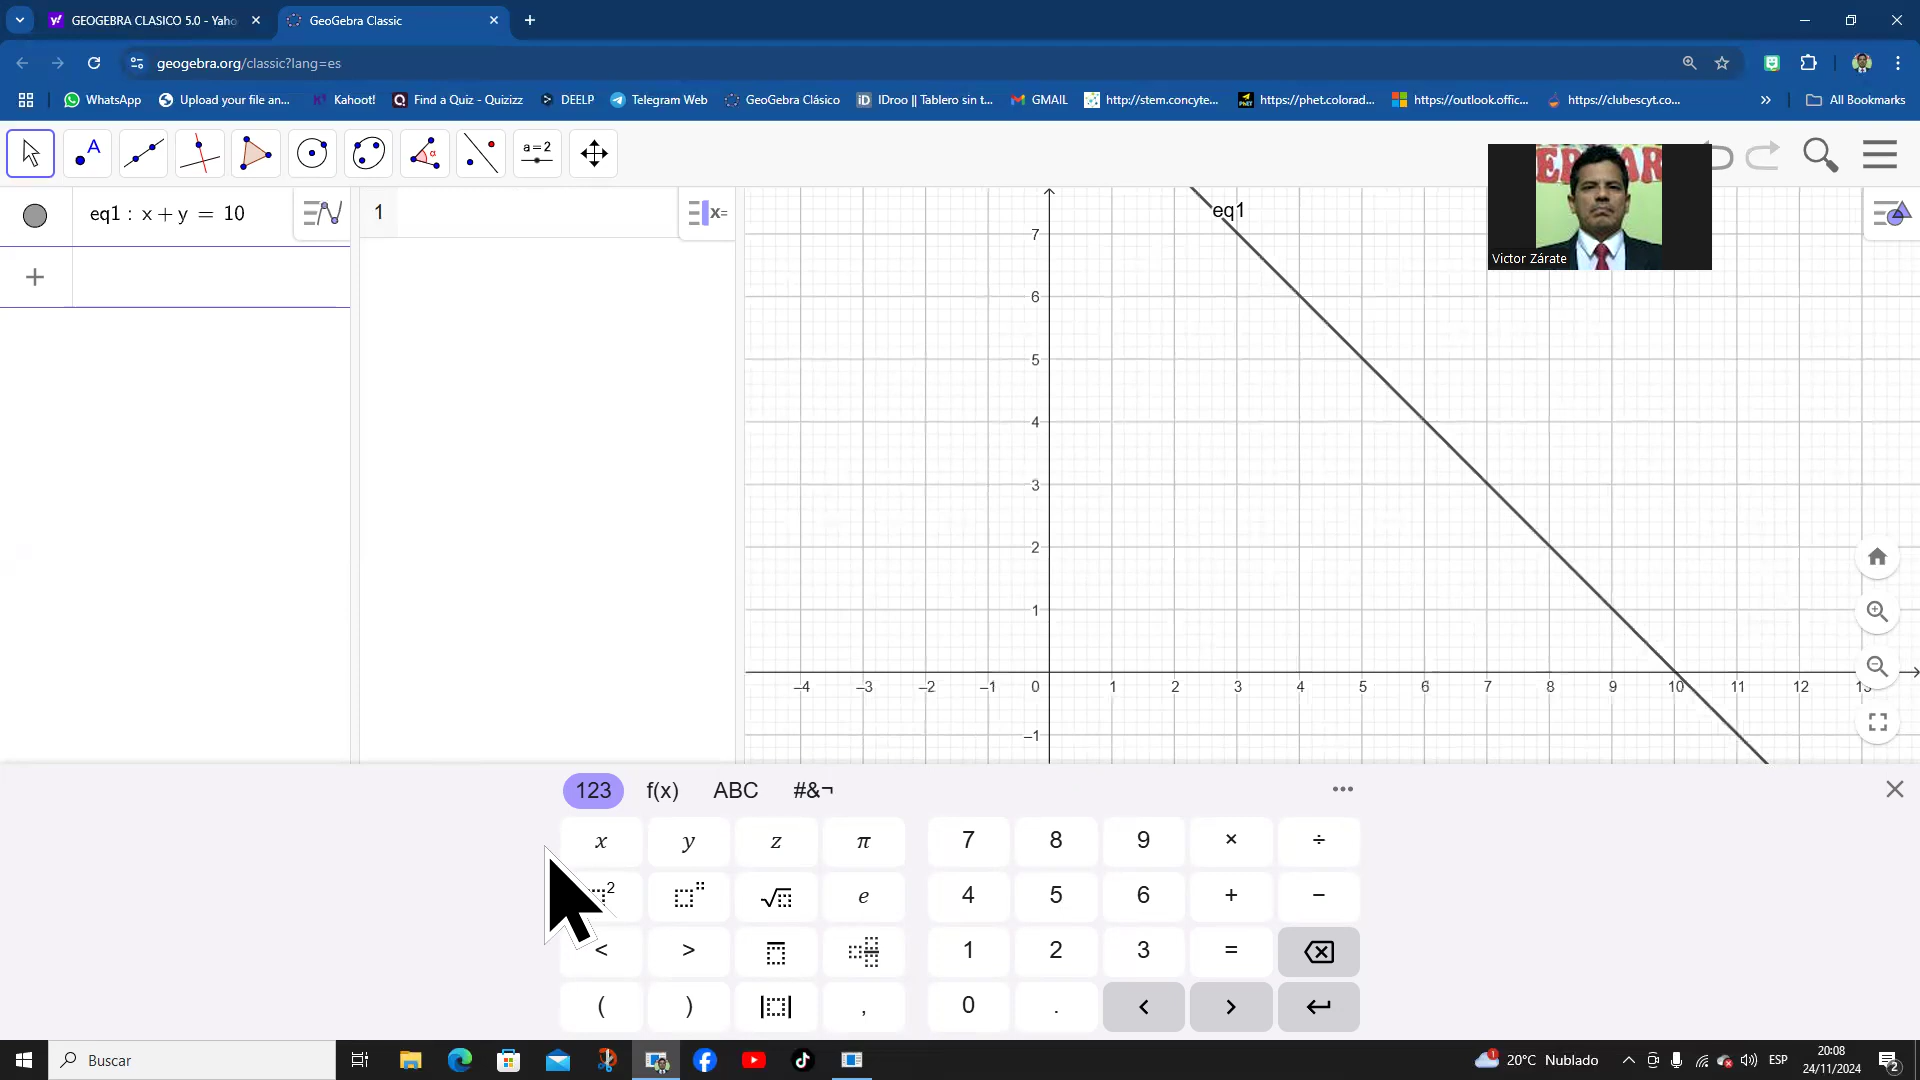 GEOGEBRA CLASICO 5.0 - Yaho
GeoGebra Classic
geogebra.org/classic?lang=es
WhatsApp
Upload your file an...
Kahoot!
Find a Quiz - Quizizz
DEELP
Telegram Web
GeoGebra Clásico
IDroo || Tablero sin t...
GMAIL
http://stem.concyte...
https://phet.colorad...
https://outlook.offic...
https://clubescyt.co...
All Bookmarks
A
α
a=2
Victor Zárate
eq1 : x + y = 10
1
x=
eq1
7
6
5
4
3
2
1
–1
–4 –3 –2 –1 0 1 2 3 4 5 6 7 8 9 10 11 12
123 f(x) ABC #&¬
x y z π 7 8 9 × ÷
2 e 4 5 6 + −
< > 1 2 3 =
( ) , 0 . < >
Buscar
20°C Nublado
ESP
20:08
24/11/2024
2